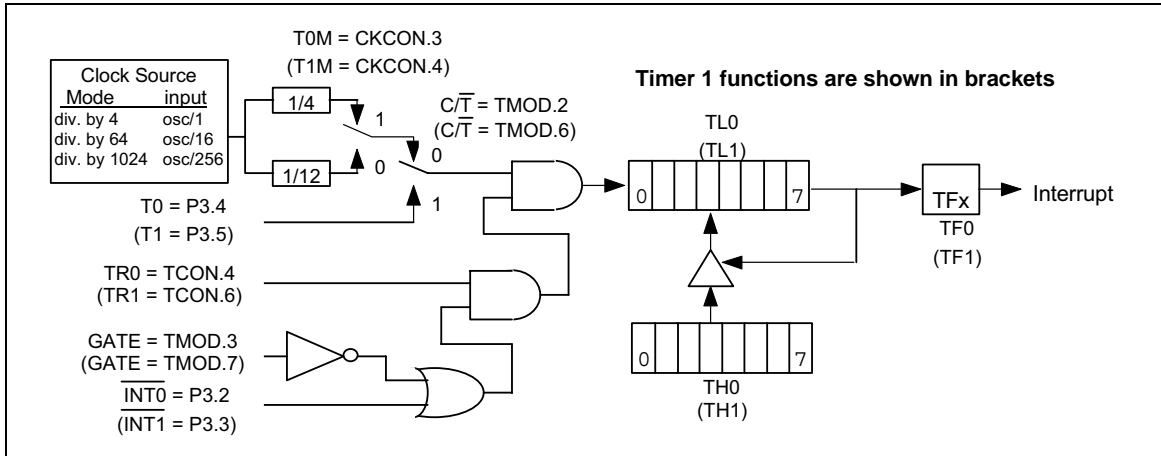 T0M = CKCON.3
(T1M = CKCON.4)
Timer 1 functions are shown in brackets
Clock Source
Mode input
div. by 4 osc/1
div. by 64 osc/16
div. by 1024 osc/256
1/4
1
0
1/12
C/T̅ = TMOD.2
(C/T̅ = TMOD.6)
0
1
T0 = P3.4
(T1 = P3.5)
TL0
(TL1)
0 7
TFx
TF0
(TF1)
Interrupt
TR0 = TCON.4
(TR1 = TCON.6)
GATE = TMOD.3
(GATE = TMOD.7)
I̅N̅T̅0̅ = P3.2
(I̅N̅T̅1̅ = P3.3)
0 7
TH0
(TH1)